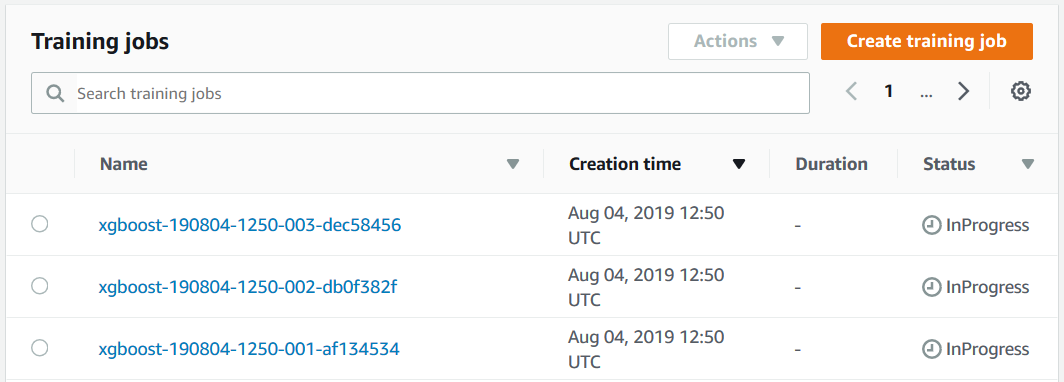 Training jobs
Actions
Create training job
Search training jobs
1
...
Name
Creation time
Duration
Status
xgboost-190804-1250-003-dec58456
Aug 04, 2019 12:50
UTC
-
InProgress
xgboost-190804-1250-002-db0f382f
Aug 04, 2019 12:50
UTC
-
InProgress
xgboost-190804-1250-001-af134534
Aug 04, 2019 12:50
UTC
-
InProgress